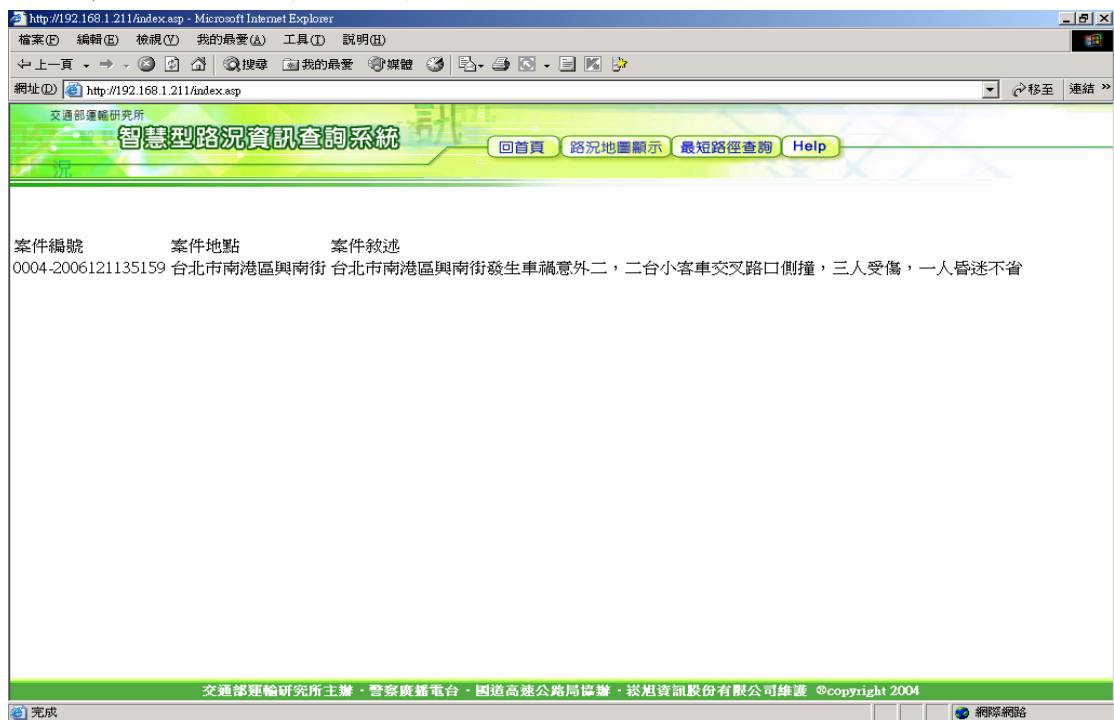 http://192.168.1.211/index.asp - Microsoft Internet Explorer
檔案(F) 編輯(E) 檢視(V) 我的最愛(A) 工具(T) 說明(H)
上一頁 搜尋 我的最愛 媒體
網址(D) http://192.168.1.211/index.asp 移至 連結 »
交通部運輸研究所
智慧型路況資訊查詢系統
回首頁 路況地圖顯示 最短路徑查詢 Help
況
案件編號 案件地點 案件敘述
0004-2006121135159 台北市南港區興南街 台北市南港區興南街發生車禍意外二，二台小客車交叉路口側撞，三人受傷，一人昏迷不省
交通部運輸研究所主辦・警察廣播電台・國道高速公路局協辦・崧旭資訊股份有限公司維護 ©copyright 2004
完成 網際網路